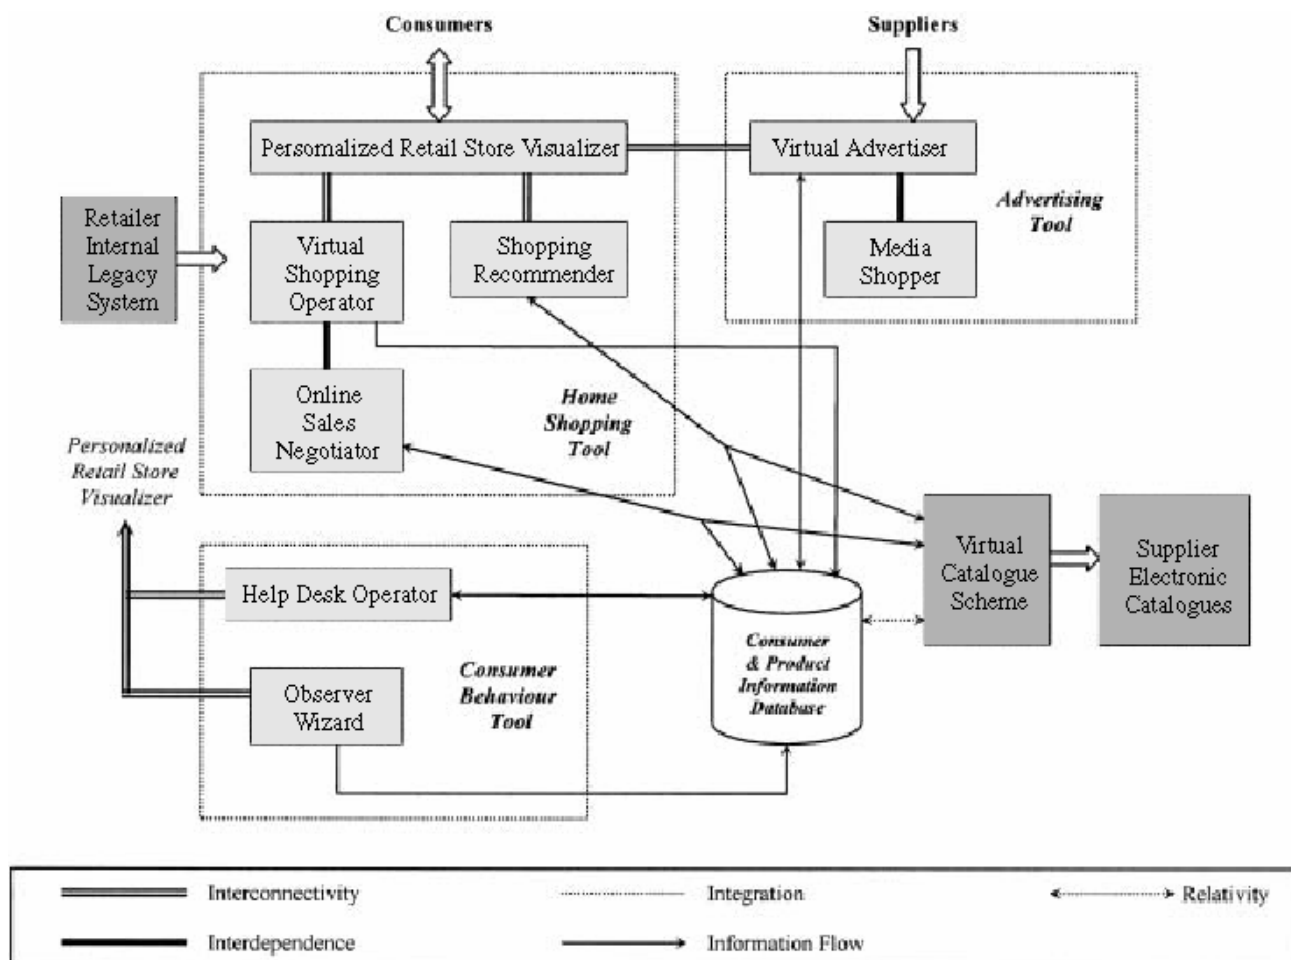 Consumers
Suppliers
Persomalized Retail Store Visualizer
Virtual Advertiser
Retailer
Internal
Legacy
System
Virtual
Shopping
Operator
Shopping
Recommender
Media
Shopper
Advertising
Tool
Online
Sales
Negotiator
Home
Shopping
Tool
Personalized
Retail Store
Visualizer
Help Desk Operator
Observer
Wizard
Consumer
Behaviour
Tool
Consumer
& Product
Information
Database
Virtual
Catalogue
Scheme
Supplier
Electronic
Catalogues
Interconnectivity
Integration
Relativity
Interdependence
Information Flow